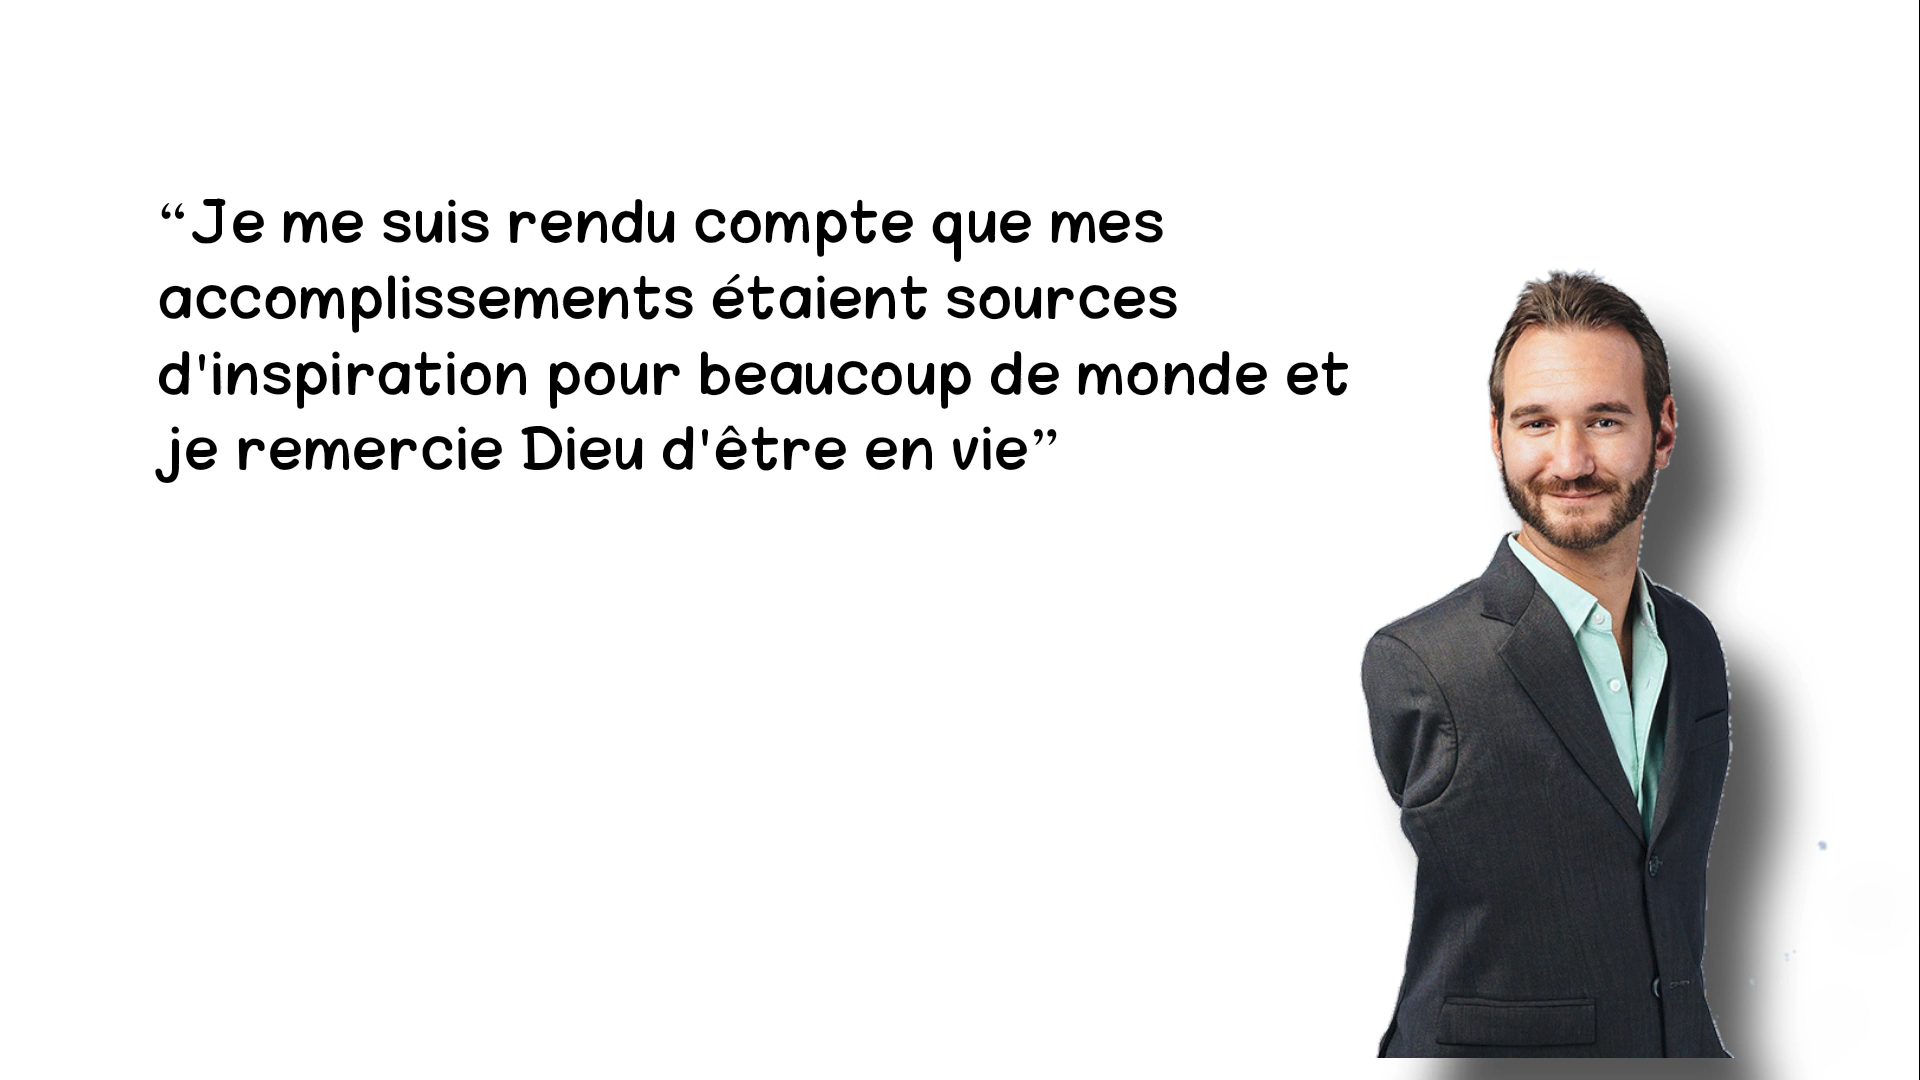 “Je me suis rendu compte que mes
accomplissements étaient sources
d'inspiration pour beaucoup de monde et
je remercie Dieu d'être en vie”